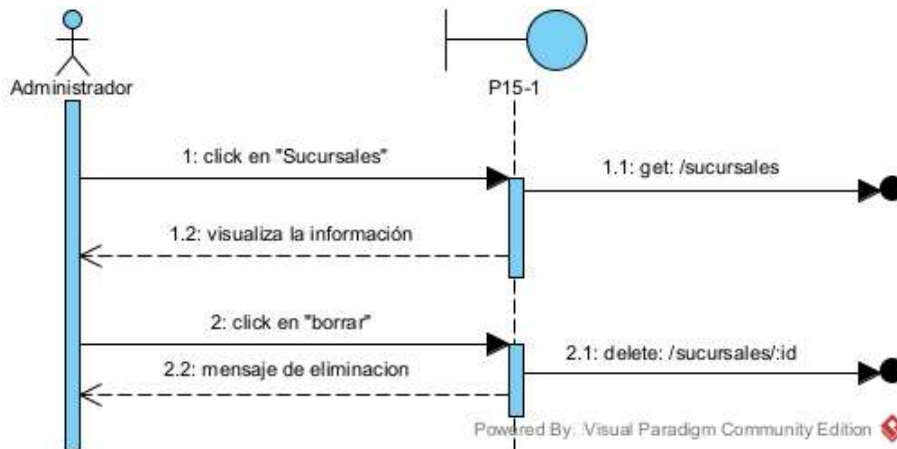 Administrador
P15-1
1: click en "Sucursales"
1.1: get: /sucursales
1.2: visualiza la información
2: click en "borrar"
2.1: delete: /sucursales/:id
2.2: mensaje de eliminacion
Powered By: Visual Paradigm Community Edition